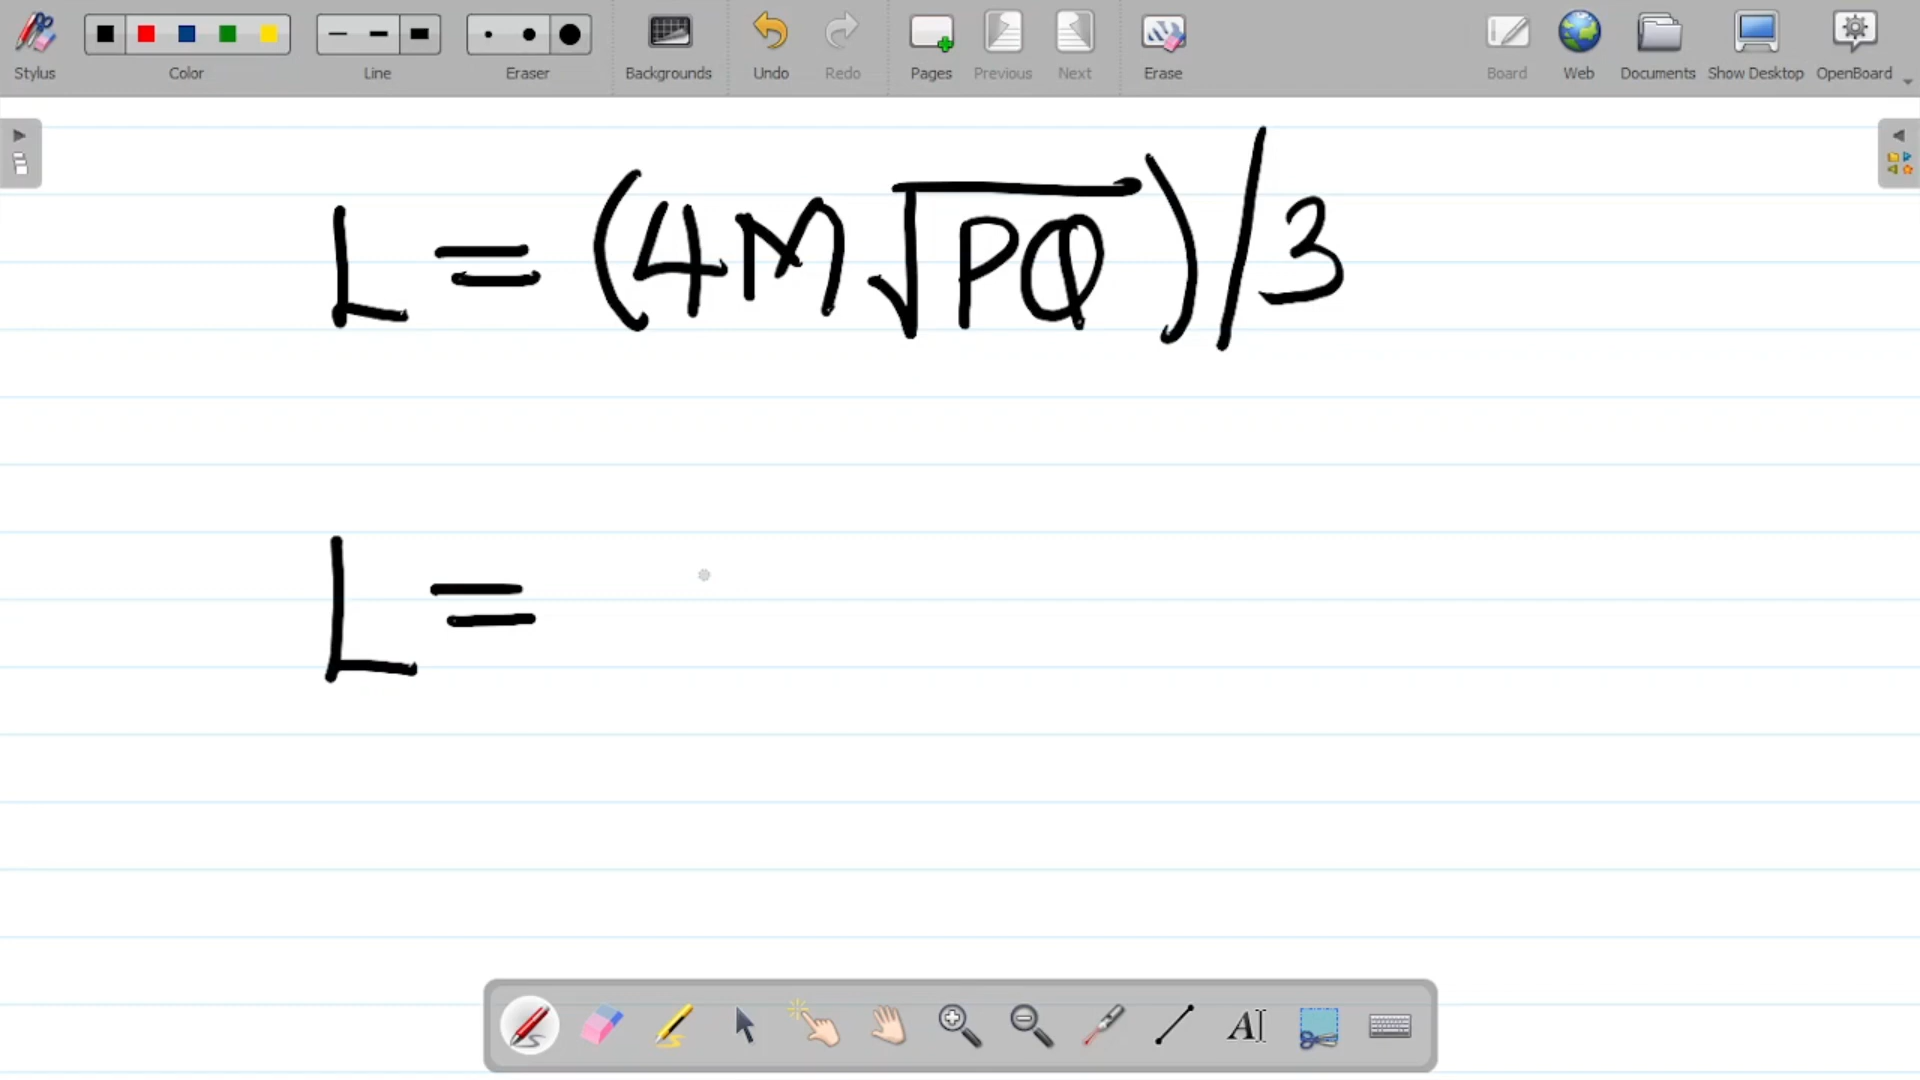 Stylus Color Line Eraser Backgrounds Undo Redo Pages Previous Next Erase Board Web Documents Show Desktop OpenBoard
L = (4M√PQ)/3
L =
AI